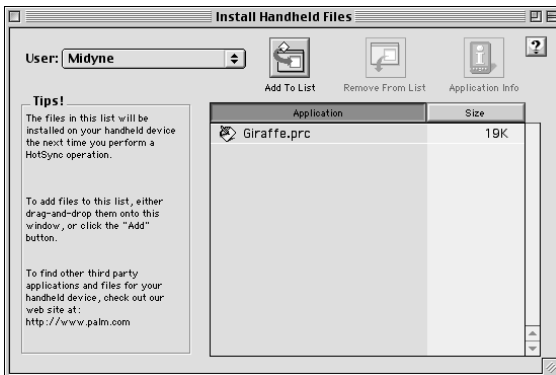 Install Handheld Files
User: Midyne
Add To List
Remove From List
Application Info
?
Tips!
The files in this list will be
installed on your handheld device
the next time you perform a
HotSync operation.
To add files to this list, either
drag-and-drop them onto this
window, or click the "Add"
button.
To find other third party
applications and files for your
handheld device, check out our
web site at:
http://www.palm.com
Application
Size
Giraffe.prc
19K